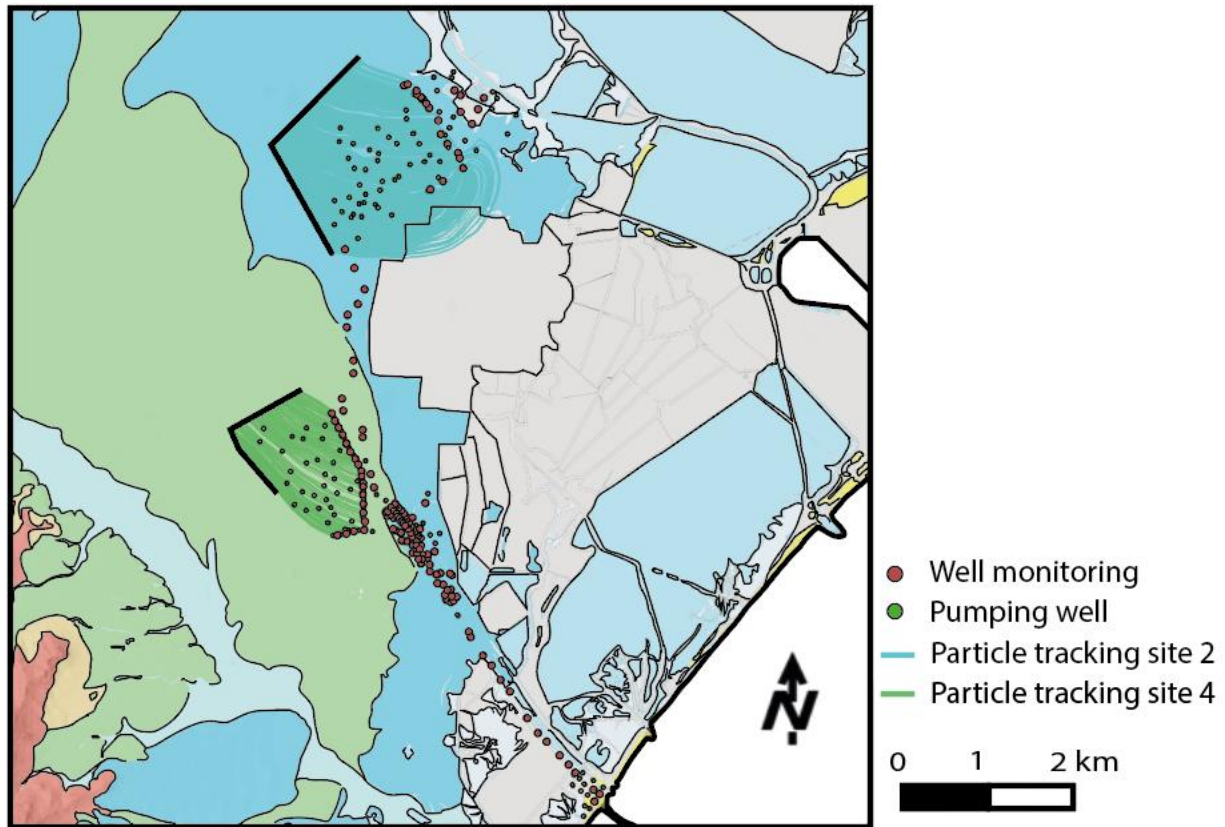 Well monitoring
Pumping well
Particle tracking site 2
Particle tracking site 4
N
0 1 2 km